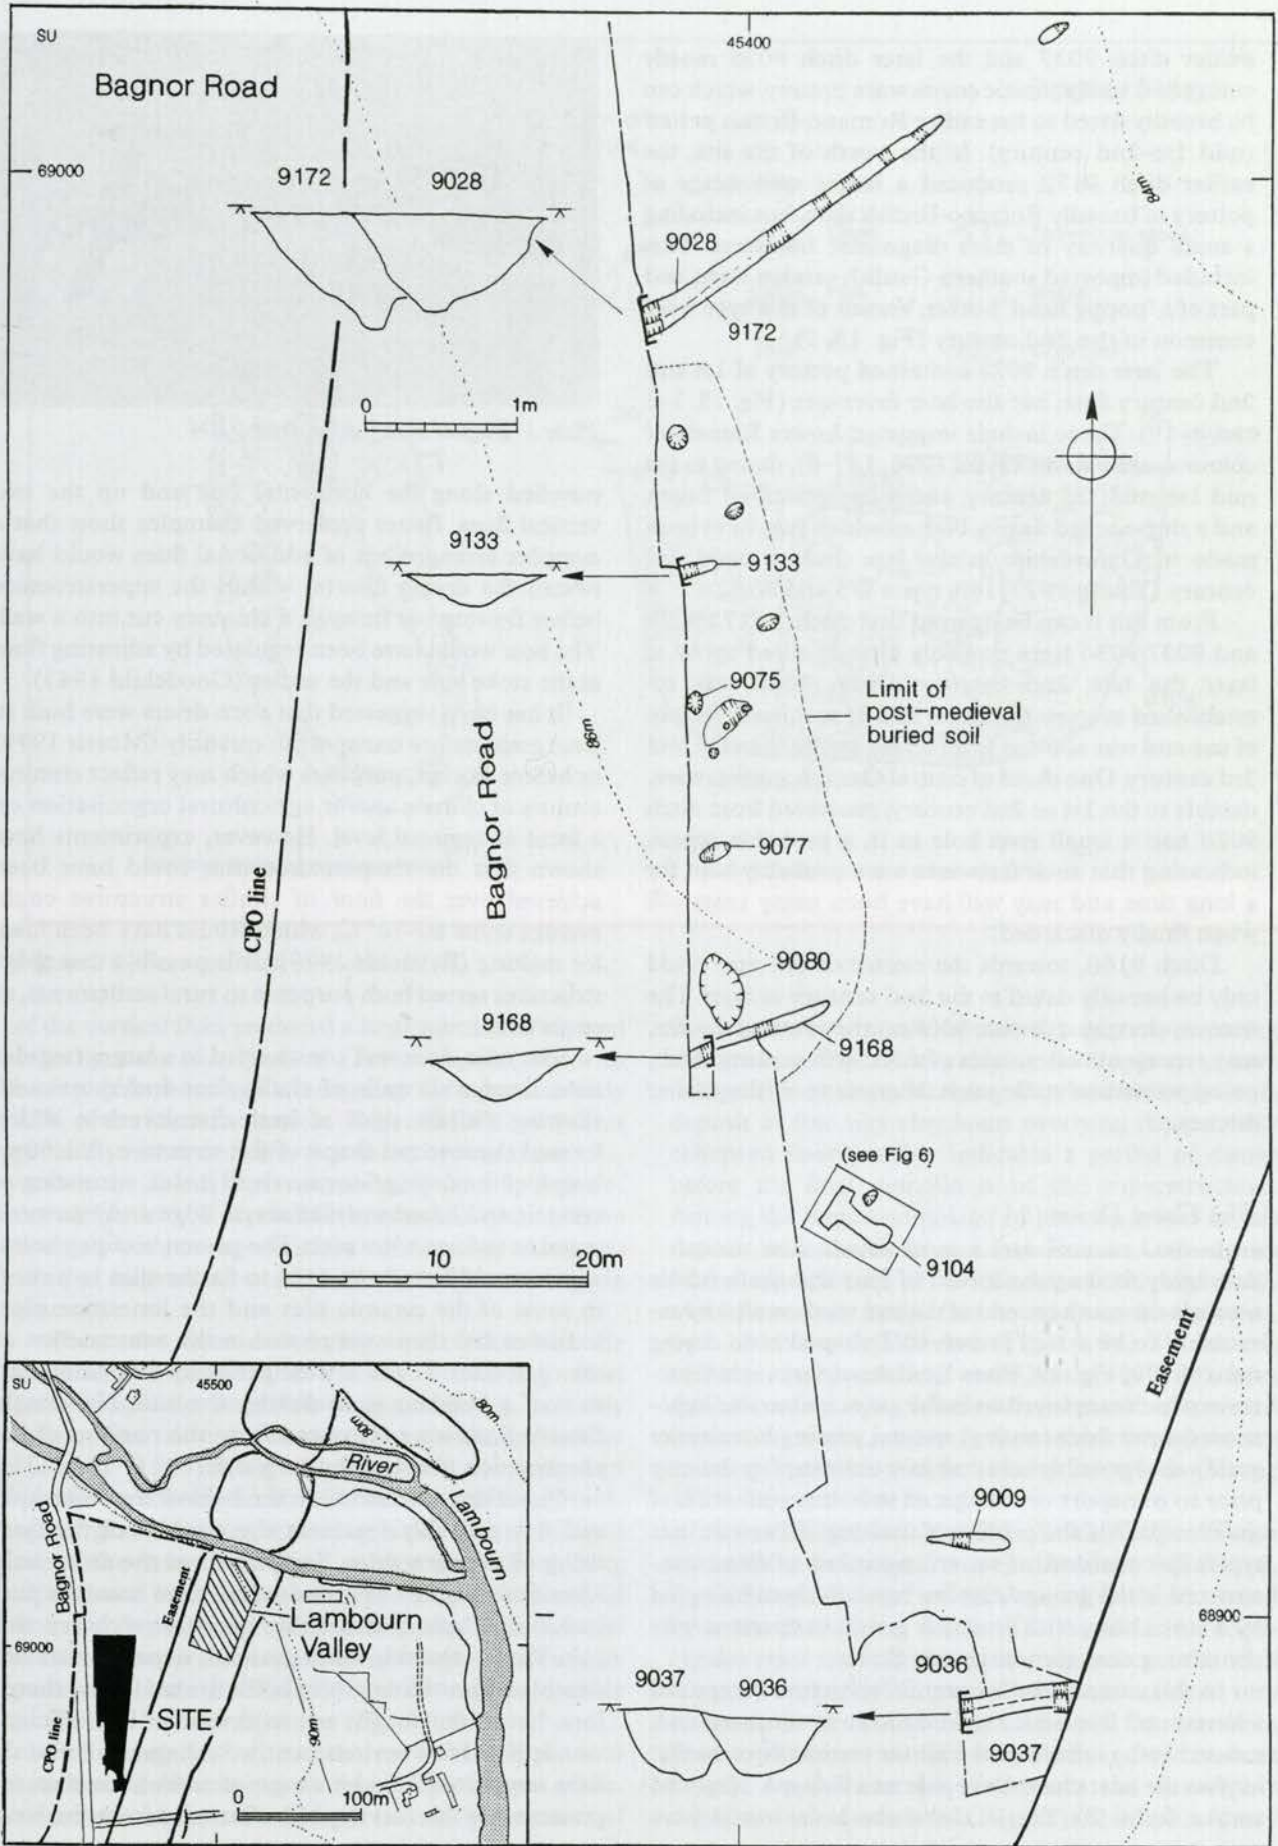 SU
45400
Bagnor Road
69000
9172
9028
84m
9028
9172
0
1m
9133
9133
9075
86m
Limit of
post-medieval
buried soil
Bagnor Road
9077
CPO line
9080
9168
9168
(see Fig 6)
0
10
20m
9104
Easement
SU
45500
80m
80m
River
Lambourn
Bagnor Road
Easement
9009
Lambourn
Valley
68900
69000
9036
9037
9036
CPO line
SITE
90m
9037
0
100m